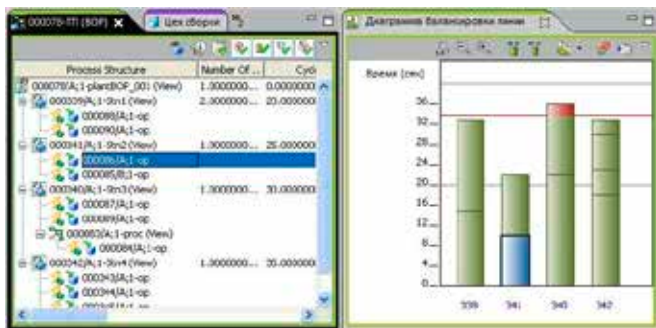 000078-ПП (BOP) Цех сборки
Process Structure Number Of ... Cycl
000078/A;1-plantBOP_001 (View) 1.0000000... 0.0000000
000339/A;1-Stn1 (View) 2.0000000... 20.000000
000088/A;1-op
000090/A;1-op
000341/A;1-Stn2 (View) 1.0000000... 25.000000
000086/A;1-op
000085/B;1-op
000340/A;1-Stn3 (View) 1.0000000... 30.000000
000087/A;1-op
000089/A;1-op
000083/A;1-proc (View)
000084/A;1-op
000342/A;1-Stn4 (View) 1.0000000... 35.000000
000343/A;1-op
000344/A;1-op
Диаграмма балансировки линии
Время (сек)
36
32
28
20
16
12
8
4
339 341 340 342